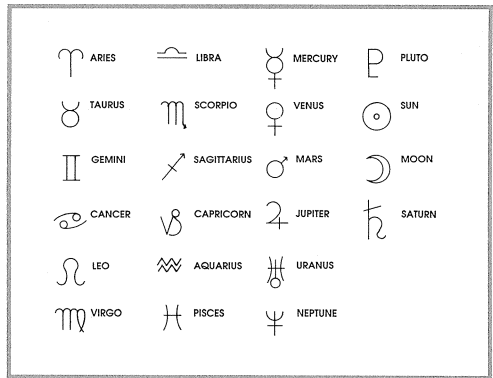 ARIES LIBRA MERCURY PLUTO
TAURUS SCORPIO VENUS SUN
GEMINI SAGITTARIUS MARS MOON
CANCER CAPRICORN JUPITER SATURN
LEO AQUARIUS URANUS
VIRGO PISCES NEPTUNE